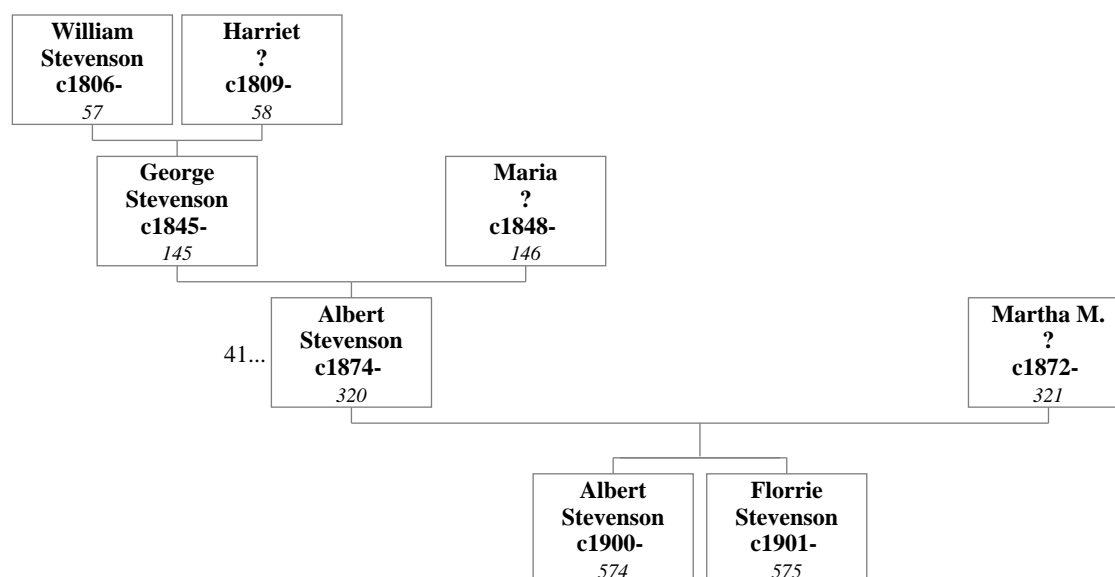 William
Stevenson
c1806-
57
Harriet
?
c1809-
58
George
Stevenson
c1845-
145
Maria
?
c1848-
146
41...
Albert
Stevenson
c1874-
320
Martha M.
?
c1872-
321
Albert
Stevenson
c1900-
574
Florrie
Stevenson
c1901-
575